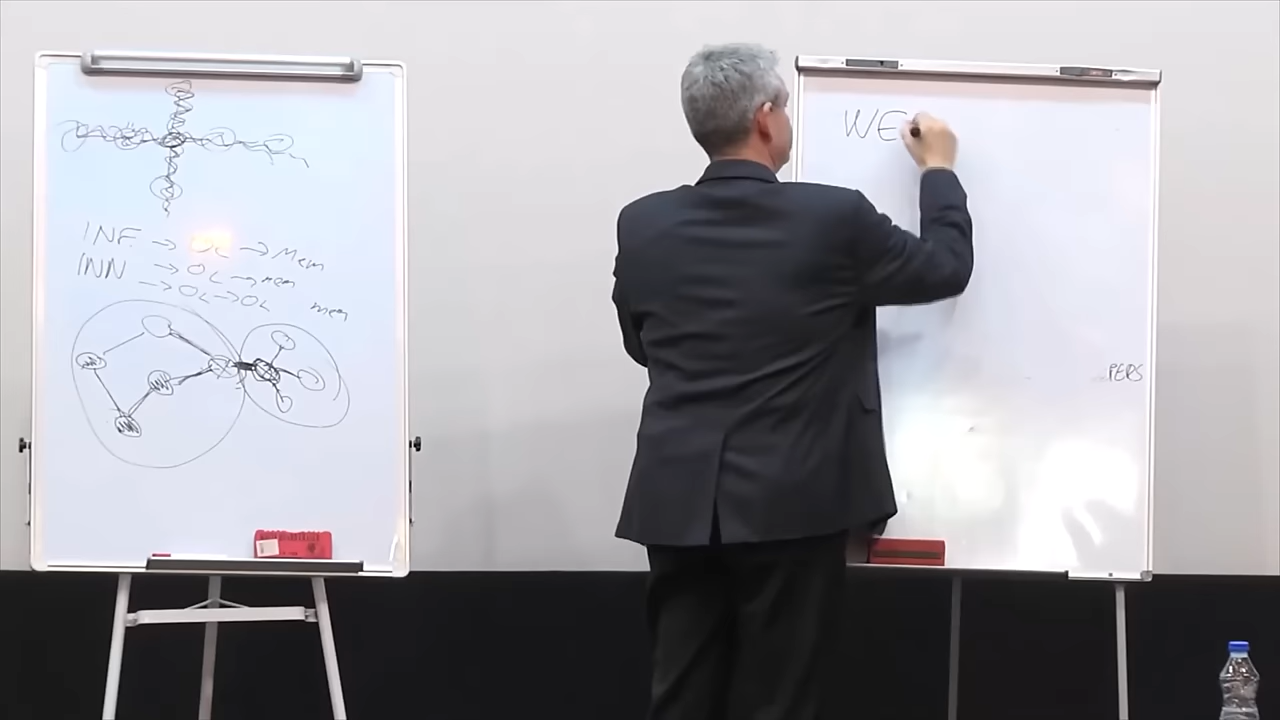 INF. → OL → Mem
INN → OL → mem
→ OL → OL mem
WE
PERS